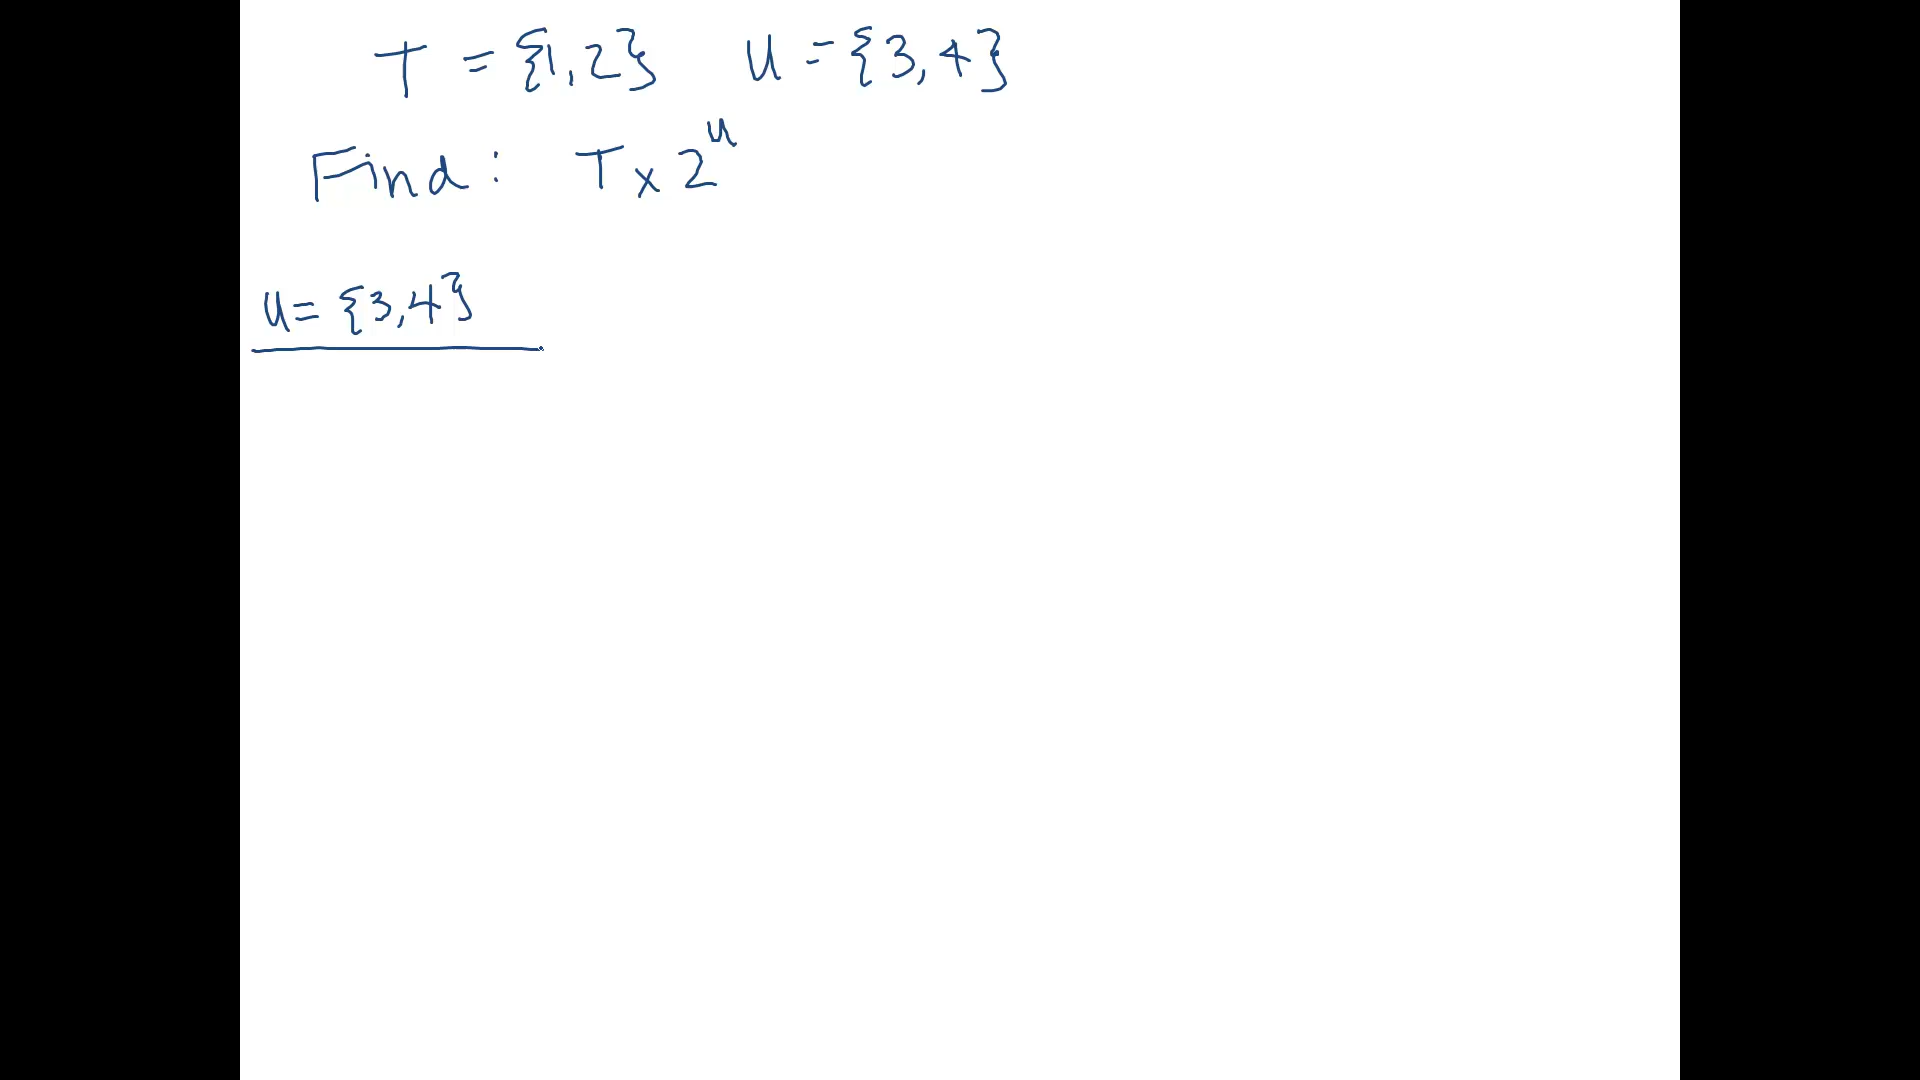 T = {1,2} U = {3,4}
Find: T x 2^U
U = {3,4}